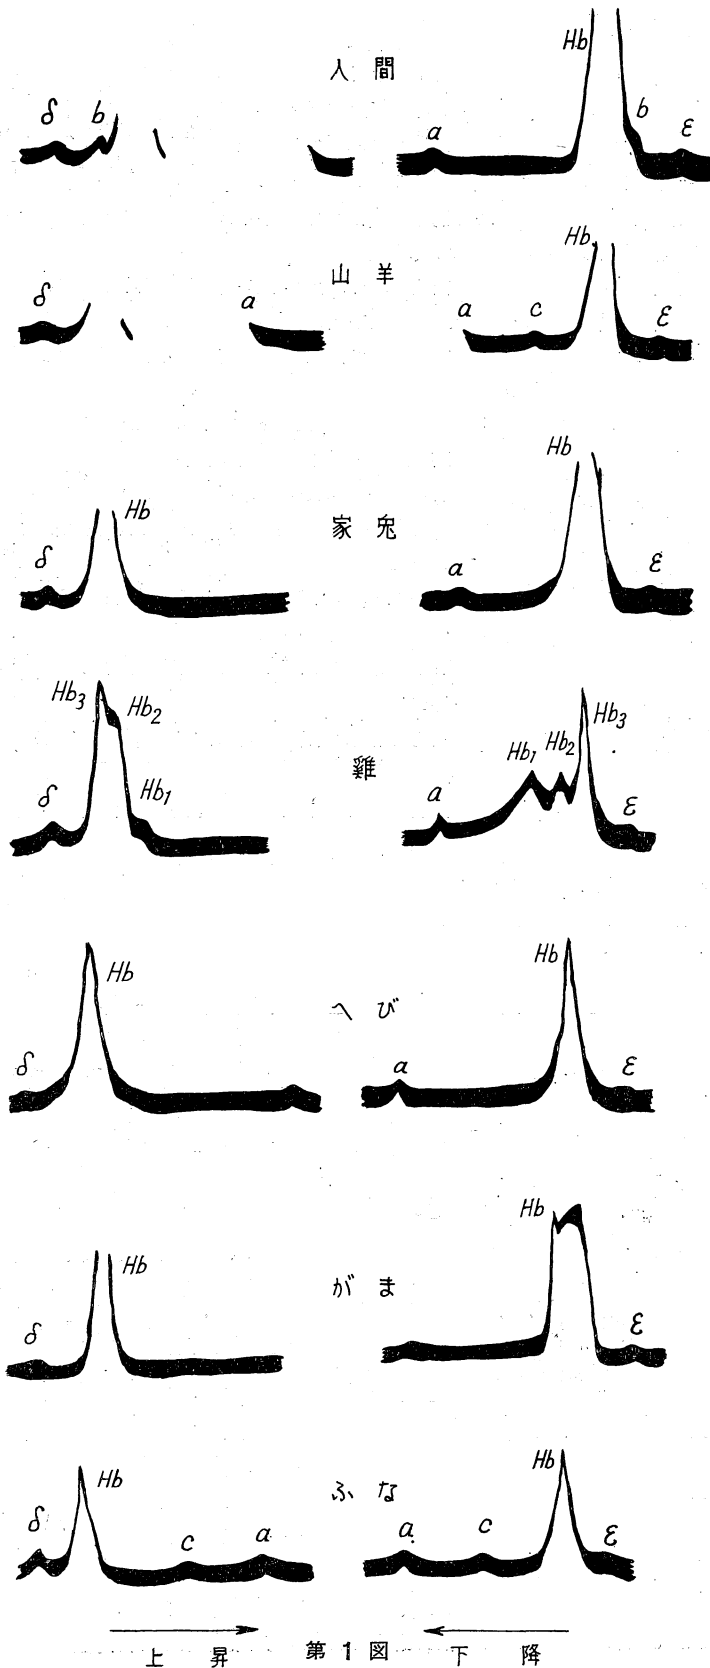 人間
δ b
Hb
a b ε
山羊
δ a
Hb
a c ε
家兎
δ Hb
Hb
a ε
雞
Hb3 Hb2
δ Hb1
Hb3
Hb1 Hb2
a ε
へび
δ Hb
Hb
a ε
がま
δ Hb
Hb
ε
ふな
δ Hb c a
Hb
a c ε
上昇 第1図 下降